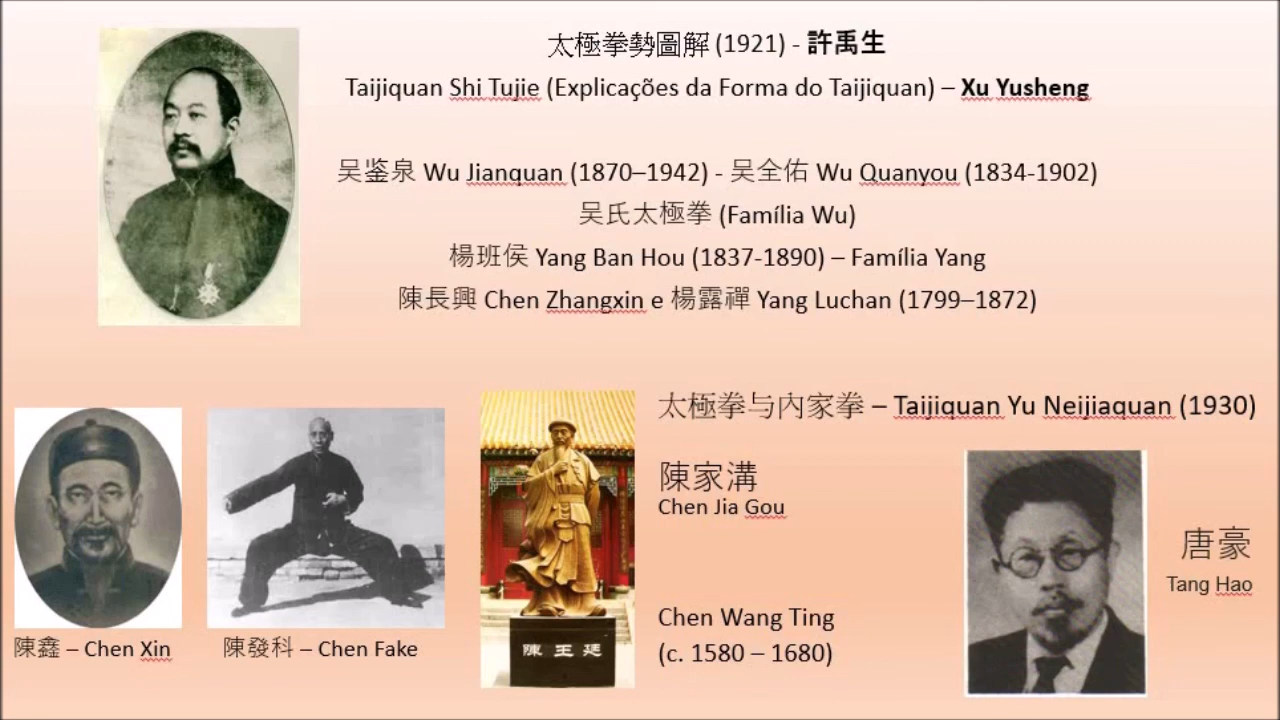 太極拳勢圖解 (1921) - 許禹生
Taijiquan Shi Tujie (Explicações da Forma do Taijiquan) – Xu Yusheng
吴鉴泉 Wu Jianquan (1870–1942) - 吴全佑 Wu Quanyou (1834-1902)
吴氏太極拳 (Família Wu)
楊班侯 Yang Ban Hou (1837-1890) – Família Yang
陳長興 Chen Zhangxin e 楊露禪 Yang Luchan (1799–1872)
太極拳与內家拳 – Taijiquan Yu Neijiaquan (1930)
陳家溝
Chen Jia Gou
唐豪
Tang Hao
Chen Wang Ting
(c. 1580 – 1680)
陳王廷
陳鑫 – Chen Xin
陳發科 – Chen Fake